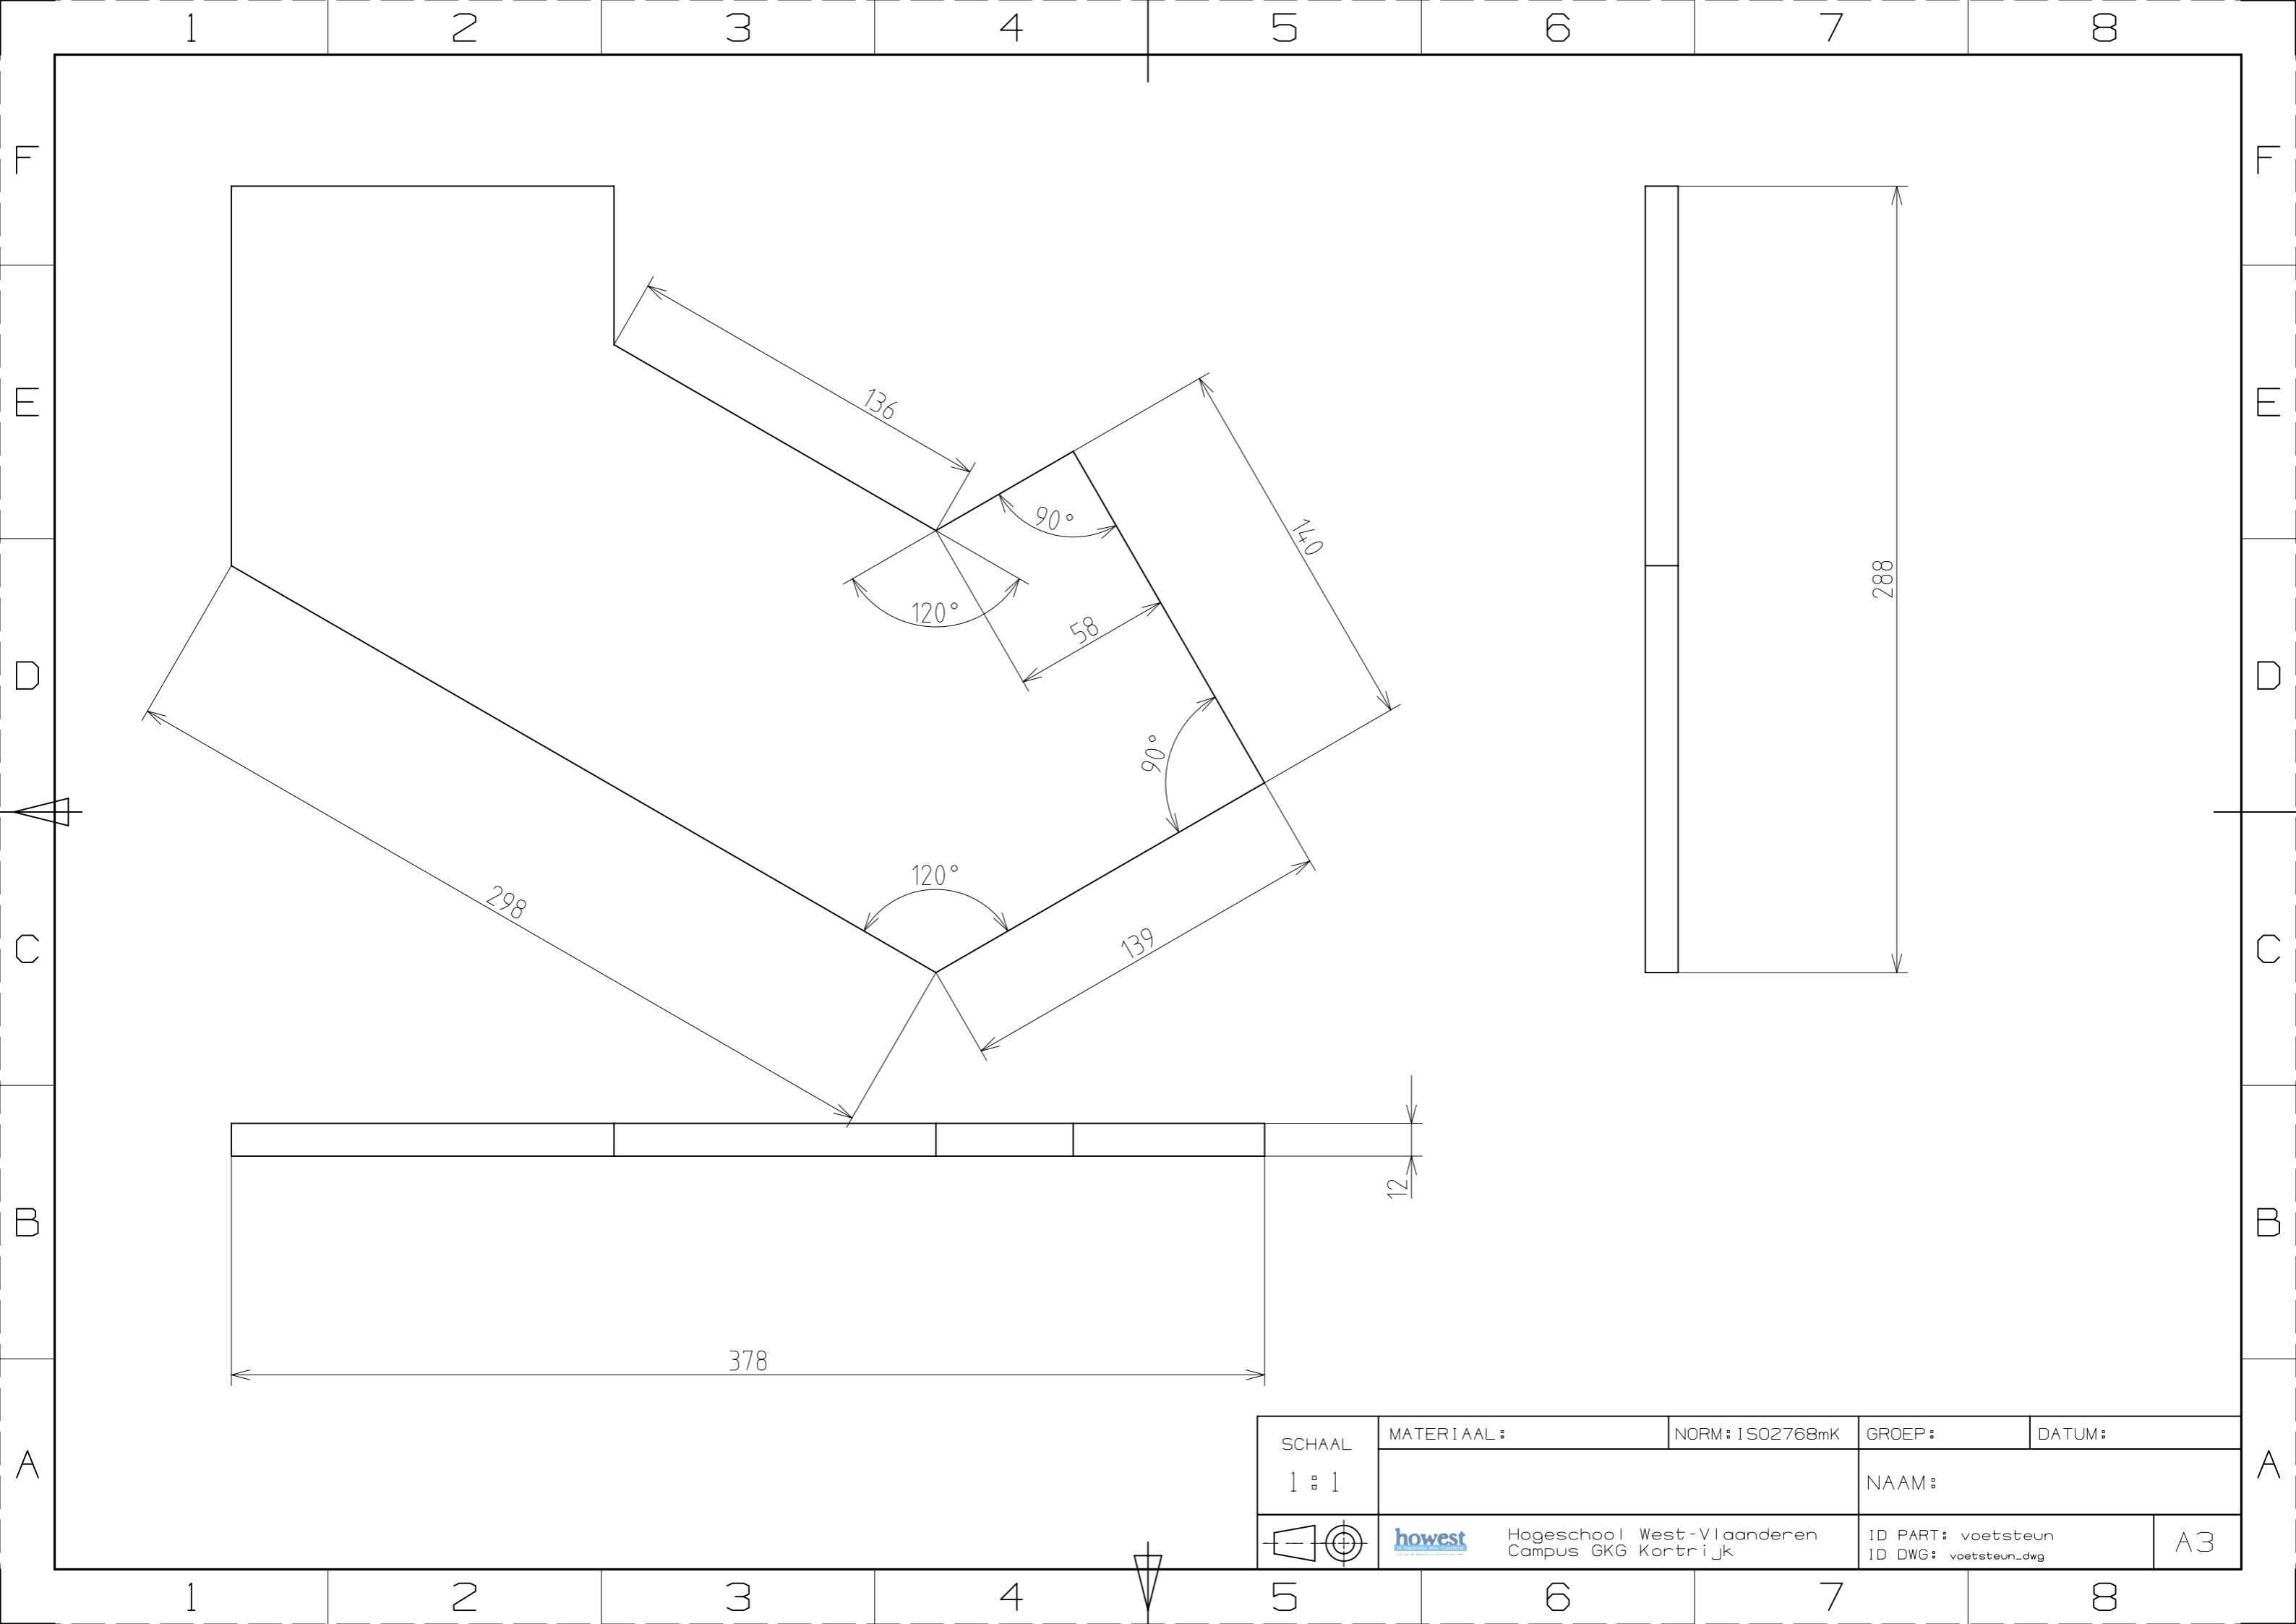 1 2 3 4 5 6 7 8
F F
136
E E
90°
140
120°
58
288
D D
90°
120°
298
139
C C
12
B B
378
SCHAAL
1:1
MATERIAAL:
NORM:ISO2768mK
GROEP:
DATUM:
NAAM:
A A
howest
Hogeschool West-Vlaanderen
Campus GKG Kortrijk
ID PART: voetsteun
ID DWG: voetsteun_dwg
A3
1 2 3 4 5 6 7 8